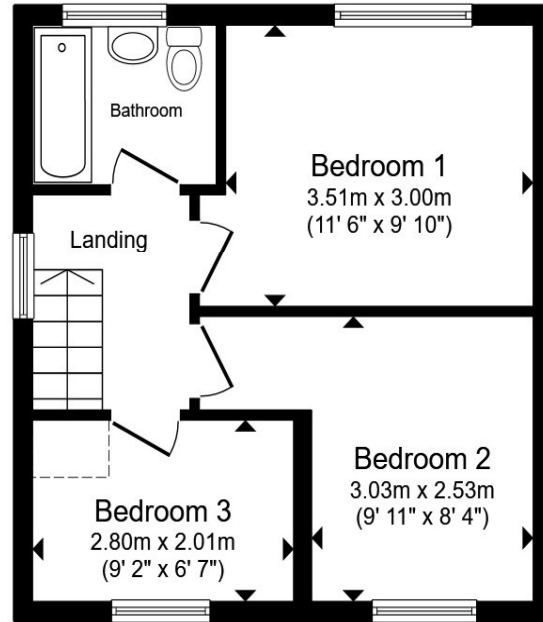 Bathroom
Bedroom 1
3.51m x 3.00m
(11' 6" x 9' 10")
Landing
Bedroom 2
3.03m x 2.53m
(9' 11" x 8' 4")
Bedroom 3
2.80m x 2.01m
(9' 2" x 6' 7")